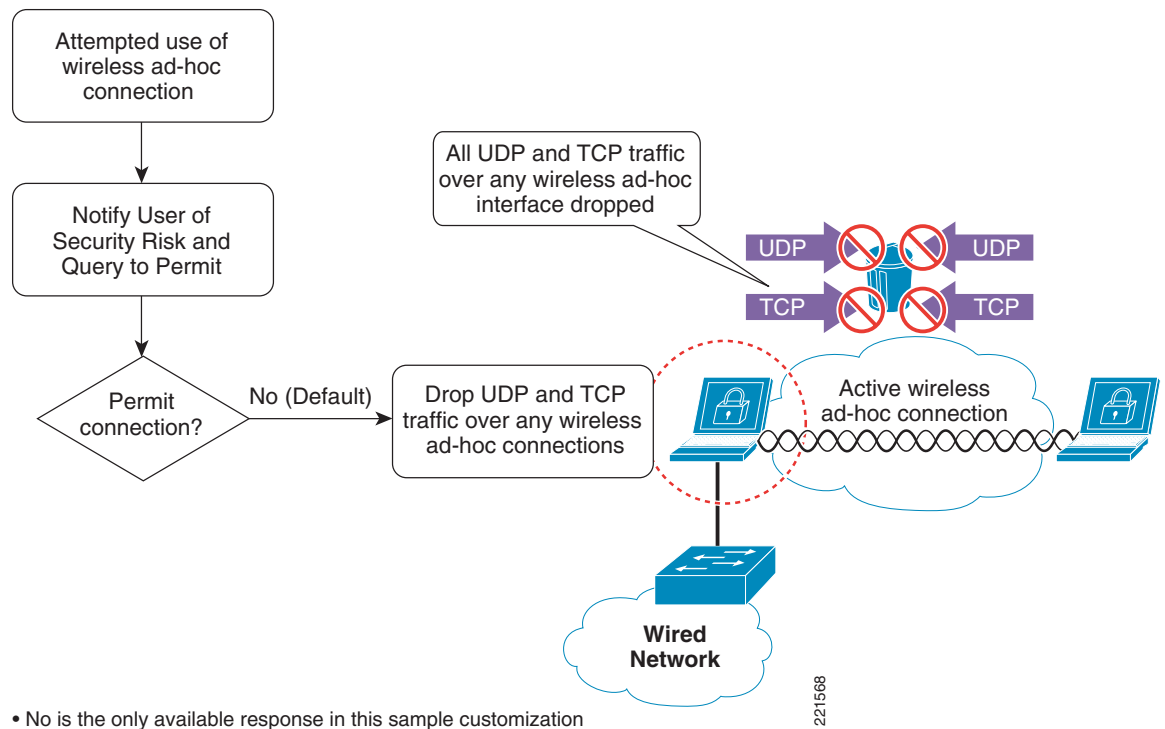 Attempted use of
wireless ad-hoc
connection
Notify User of
Security Risk and
Query to Permit
Permit
connection?
No (Default)
Drop UDP and TCP
traffic over any wireless
ad-hoc connections
All UDP and TCP traffic
over any wireless ad-hoc
interface dropped
UDP
UDP
TCP
TCP
Active wireless
ad-hoc connection
Wired
Network
221568
• No is the only available response in this sample customization